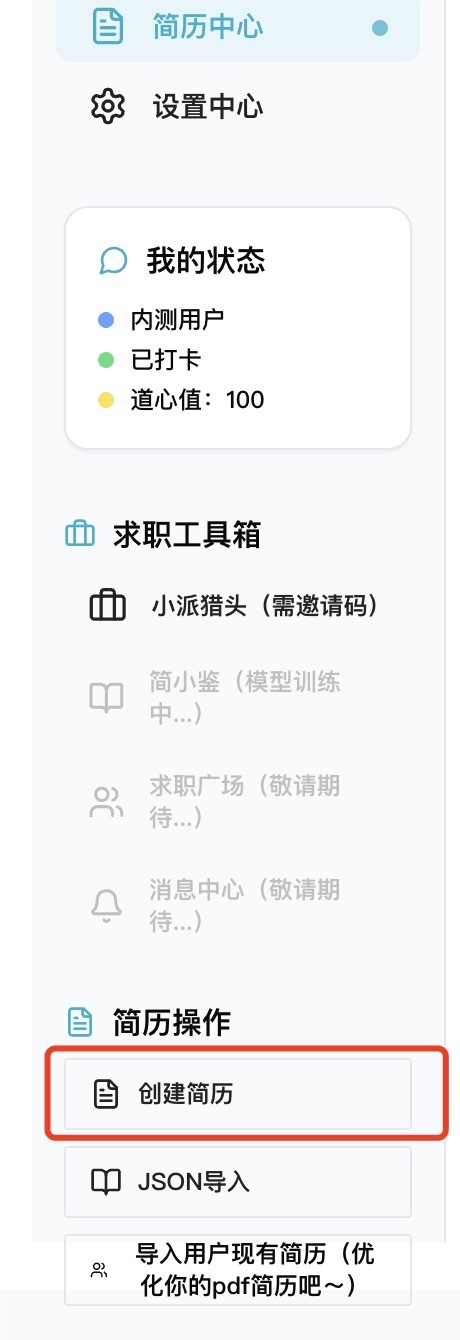 简历中心
设置中心
我的状态
内测用户
已打卡
道心值：100
求职工具箱
小派猎头（需邀请码）
简小鉴（模型训练
中...）
求职广场（敬请期
待...）
消息中心（敬请期
待...）
简历操作
创建简历
JSON导入
导入用户现有简历（优
化你的pdf简历吧～）